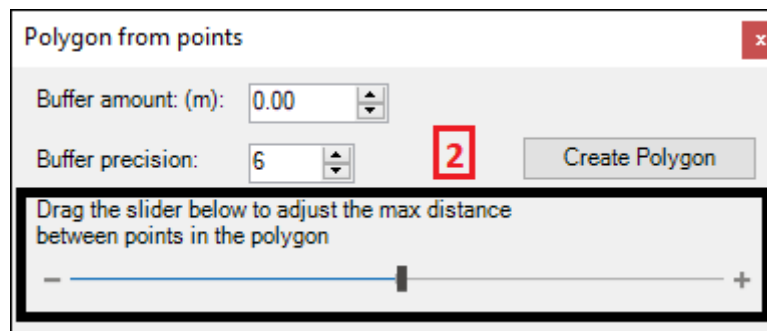 Polygon from points
x
Buffer amount: (m): 0.00
Buffer precision: 6
2
Create Polygon
Drag the slider below to adjust the max distance
between points in the polygon
− +